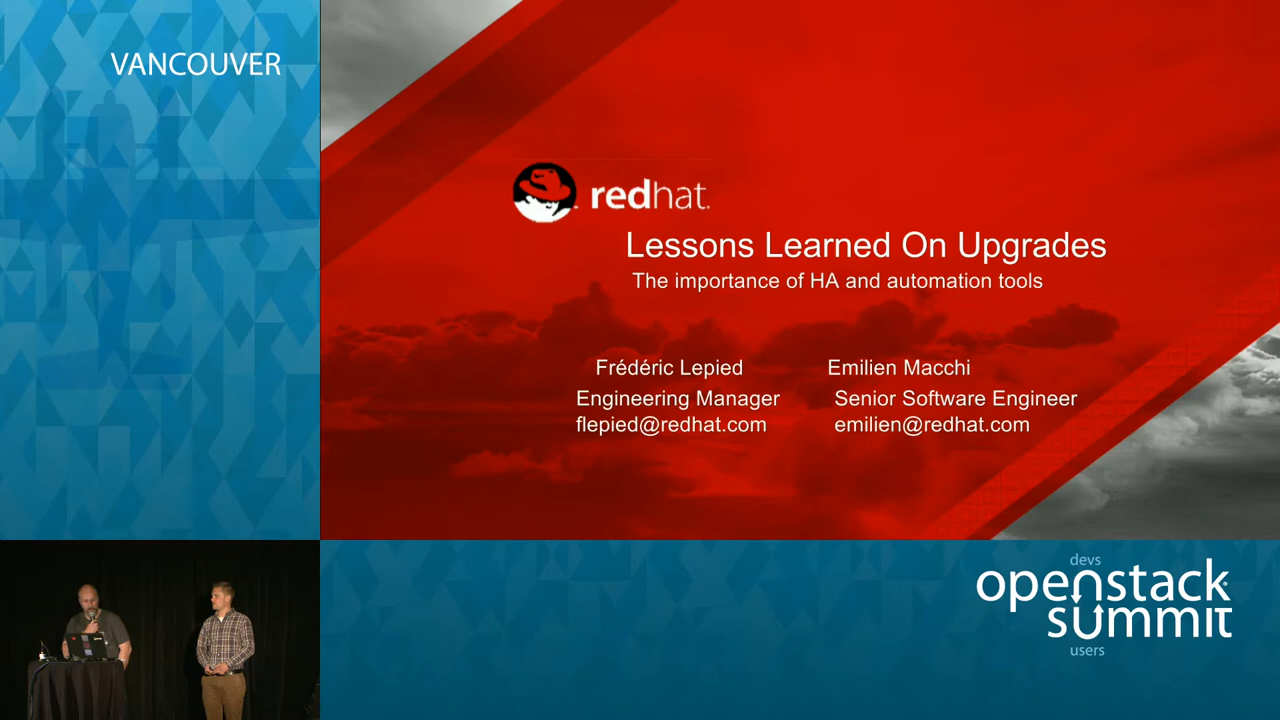 VANCOUVER
redhat.
Lessons Learned On Upgrades
The importance of HA and automation tools
Frédéric Lepied
Engineering Manager
flepied@redhat.com
Emilien Macchi
Senior Software Engineer
emilien@redhat.com
devs
openstack
summit
users